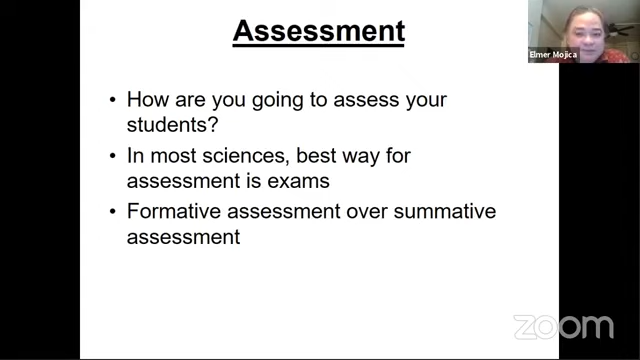 Assessment
Elmer Mojica
• How are you going to assess your
students?
• In most sciences, best way for
assessment is exams
• Formative assessment over summative
assessment
zoom